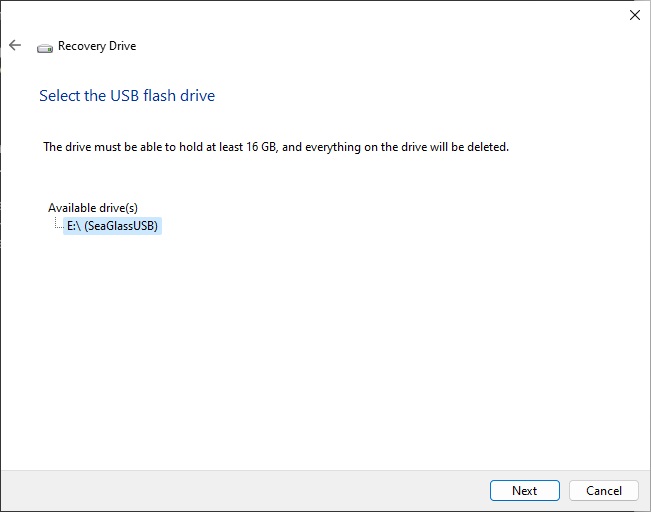 Recovery Drive
Select the USB flash drive
The drive must be able to hold at least 16 GB, and everything on the drive will be deleted.
Available drive(s)
E:\ (SeaGlassUSB)
Next
Cancel